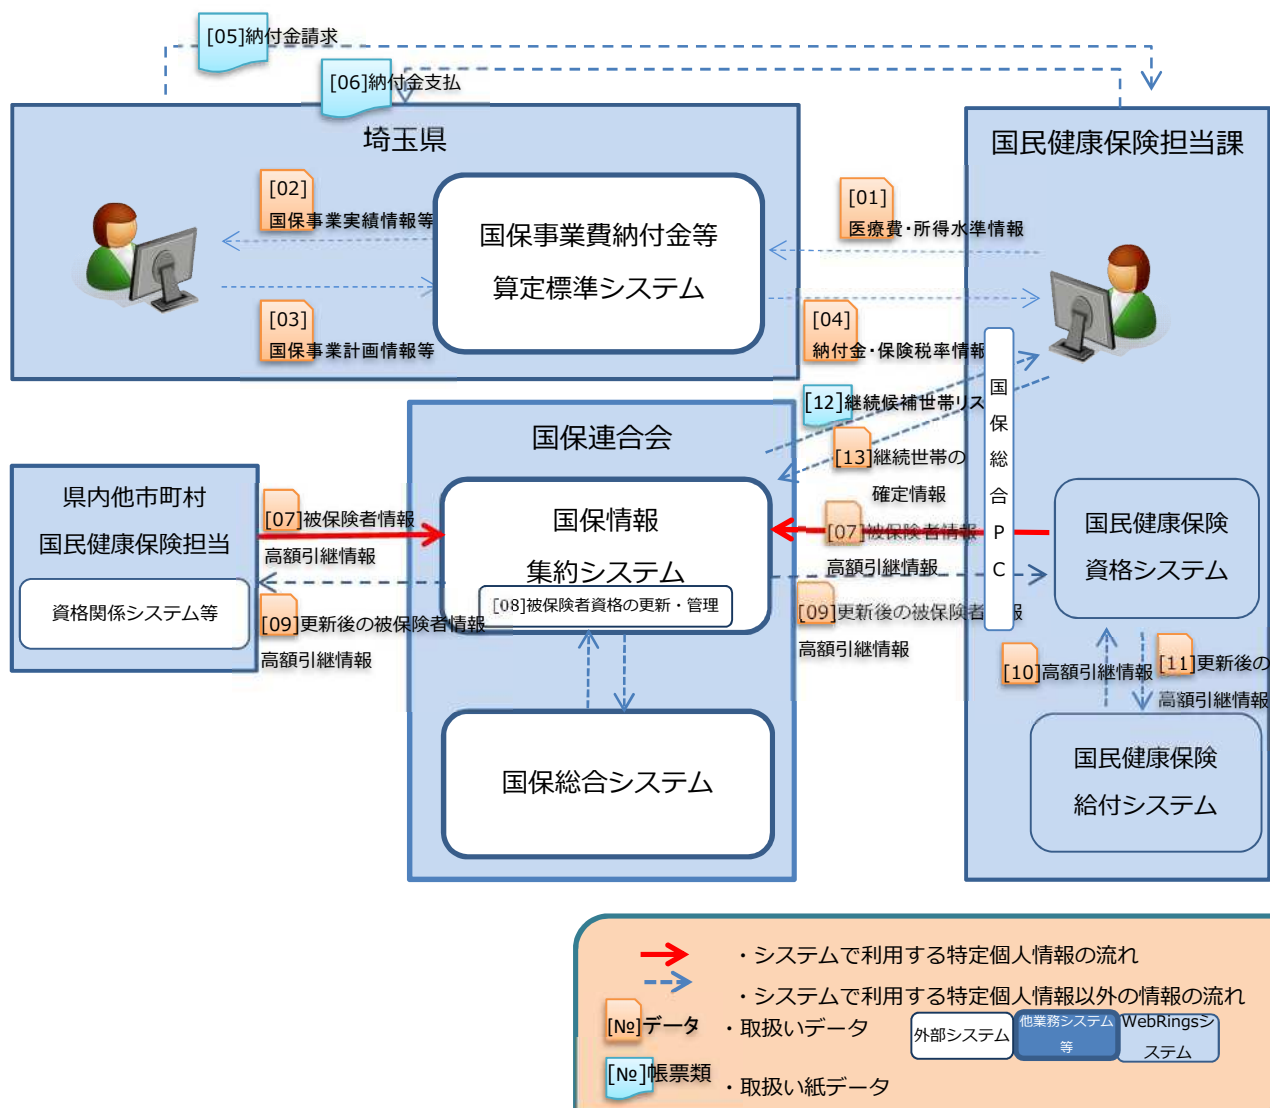 [05]納付金請求
[06]納付金支払
埼玉県
国民健康保険担当課
[02]
国保事業実績情報等
国保事業費納付金等
算定標準システム
[01]
医療費・所得水準情報
[03]
国保事業計画情報等
[04]
納付金・保険税率情報
[12]継続候補世帯リス
国保総合PC
国保連合会
[13]継続世帯の
確定情報
県内他市町村
国民健康保険担当
[07]被保険者情報
高額引継情報
国保情報
集約システム
[08]被保険者資格の更新・管理
[07]被保険者情報
高額引継情報
国民健康保険
資格システム
資格関係システム等
[09]更新後の被保険者情報
高額引継情報
[09]更新後の被保険者情報
高額引継情報
[10]高額引継情報
[11]更新後の
高額引継情報
国保総合システム
国民健康保険
給付システム
・システムで利用する特定個人情報の流れ
・システムで利用する特定個人情報以外の情報の流れ
[№]データ ・取扱いデータ
外部システム
他業務システム
等
WebRingsシ
ステム
[№]帳票類 ・取扱い紙データ